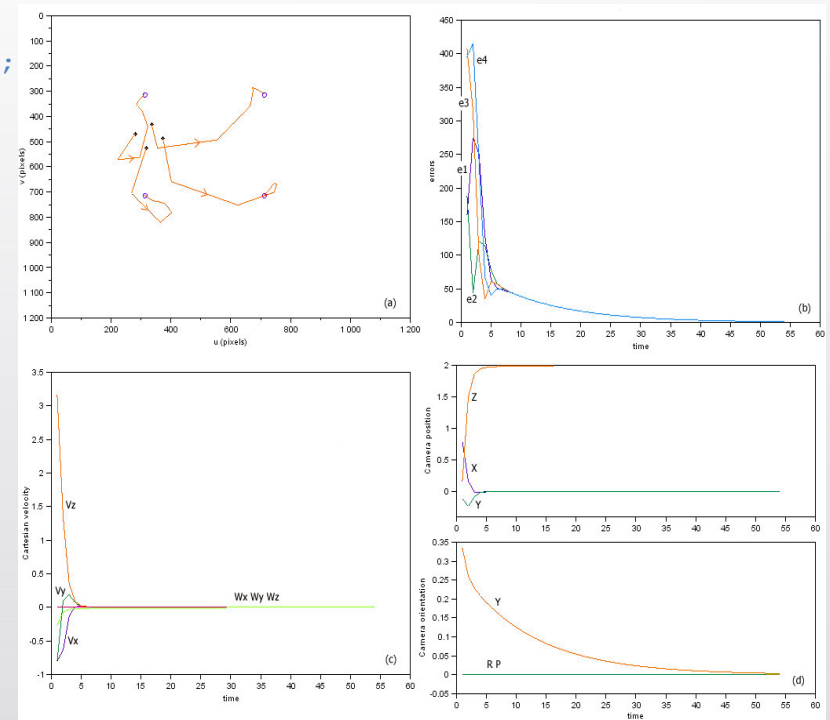 ;
0
100
200
300
400
500
600
700
800
900
1 000
1 100
1 200
v (pixels)
0 200 400 600 800 1 000 1 200
u (pixels)
(a)
450
400
350
300
250
200
150
100
50
0
errors
e4
e3
e1
e2
0 5 10 15 20 25 30 35 40 45 50 55 60
time
(b)
3.5
3
2.5
2
1.5
1
0.5
0
-0.5
-1
Cartesian velocity
Vz
Vy
Wx Wy Wz
Vx
0 5 10 15 20 25 30 35 40 45 50 55 60
time
(c)
2
1.5
1
0.5
0
Camera position
Z
X
Y
0 5 10 15 20 25 30 35 40 45 50 55 60
time
0.35
0.3
0.25
0.2
0.15
0.1
0.05
0
-0.05
Camera orientation
Y
R P
0 5 10 15 20 25 30 35 40 45 50 55 60
time
(d)